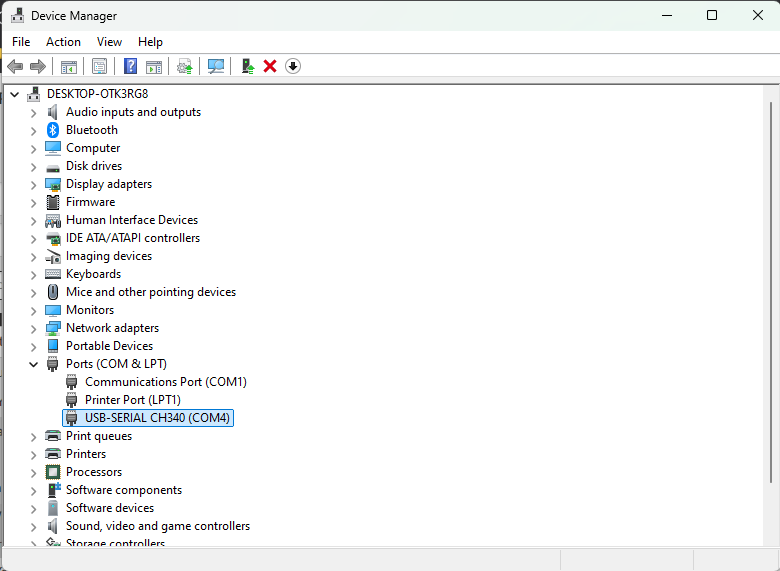 Device Manager
File Action View Help
DESKTOP-OTK3RG8
Audio inputs and outputs
Bluetooth
Computer
Disk drives
Display adapters
Firmware
Human Interface Devices
IDE ATA/ATAPI controllers
Imaging devices
Keyboards
Mice and other pointing devices
Monitors
Network adapters
Portable Devices
Ports (COM & LPT)
Communications Port (COM1)
Printer Port (LPT1)
USB-SERIAL CH340 (COM4)
Print queues
Printers
Processors
Software components
Software devices
Sound, video and game controllers
Storage controllers